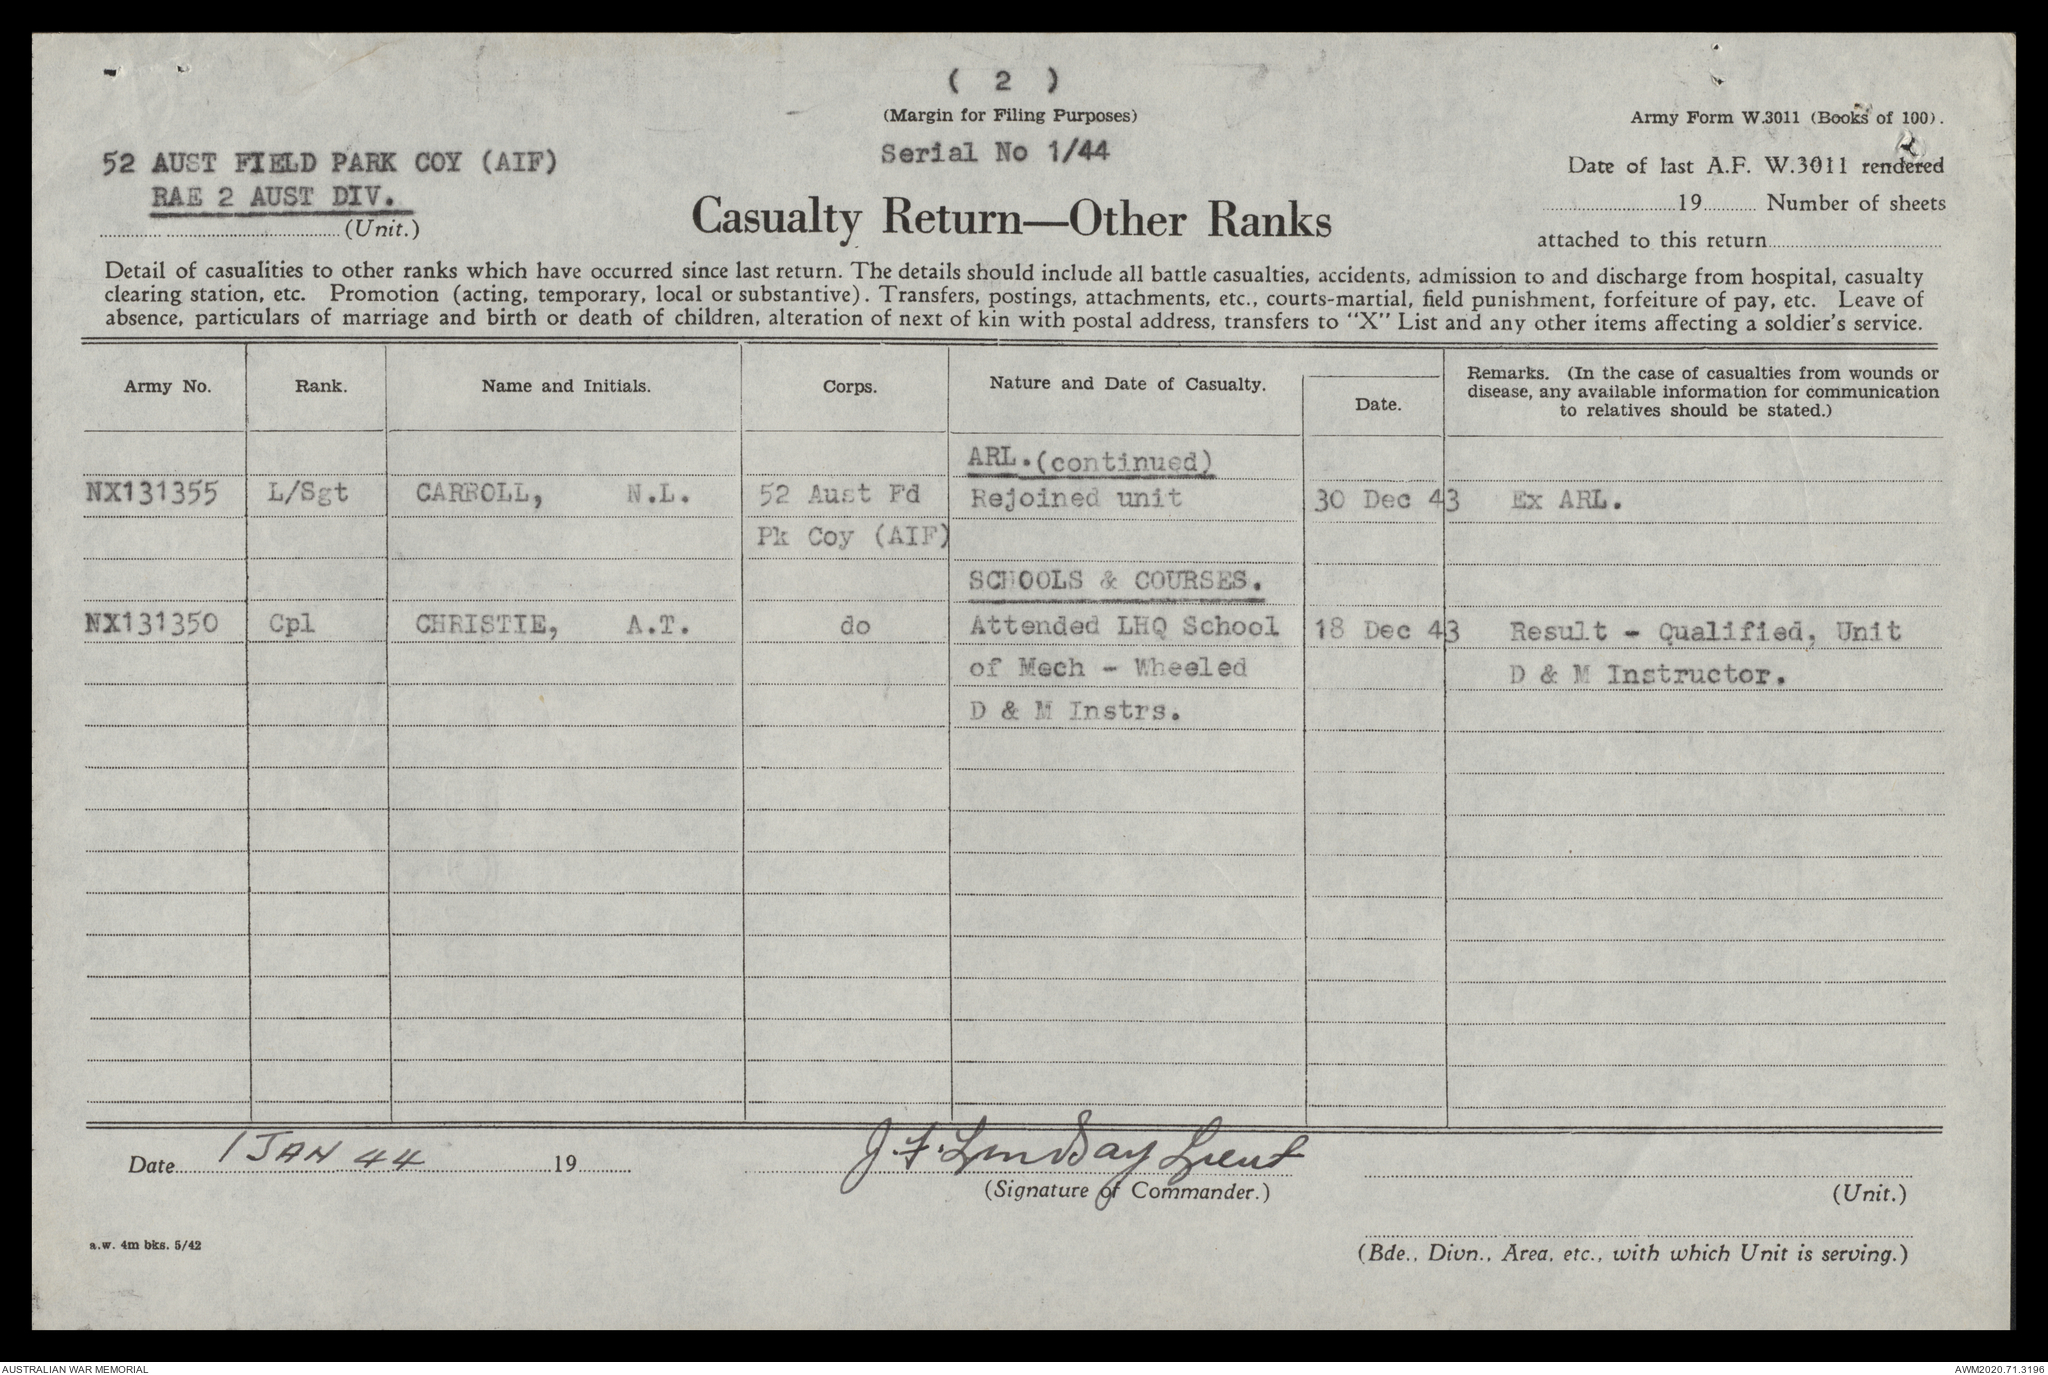 ( 2 )
(Margin for Filing Purposes)
Army Form W.3011 (Books of 100).
52 AUST FIELD PARK COY (AIF)
RAE 2 AUST DIV.
(Unit.)
Serial No 1/44
Casualty Return—Other Ranks
Date of last A.F. W.3011 rendered
19 Number of sheets
attached to this return
Detail of casualities to other ranks which have occurred since last return. The details should include all battle casualties, accidents, admission to and discharge from hospital, casualty
clearing station, etc. Promotion (acting, temporary, local or substantive). Transfers, postings, attachments, etc., courts-martial, field punishment, forfeiture of pay, etc. Leave of
absence, particulars of marriage and birth or death of children, alteration of next of kin with postal address, transfers to "X" List and any other items affecting a soldier's service.
Army No. Rank. Name and Initials. Corps. Nature and Date of Casualty. Date. Remarks. (In the case of casualties from wounds or
disease, any available information for communication
to relatives should be stated.)
ARL.(continued)
NX131355 L/Sgt CARROLL, N.L. 52 Aust Fd Rejoined unit 30 Dec 43 Ex ARL.
Pk Coy (AIF)
SCHOOLS & COURSES.
NX131350 Cpl CHRISTIE, A.T. do Attended LHQ School 18 Dec 43 Result - Qualified, Unit
of Mech - Wheeled D & M Instructor.
D & M Instrs.
Date 1 JAN 44 19
J.F. Lindsay Lieut
(Signature of Commander.)
(Unit.)
a.w. 4m bks. 5/42
(Bde., Divn., Area, etc., with which Unit is serving.)
AUSTRALIAN WAR MEMORIAL
AWM2020.71.3196